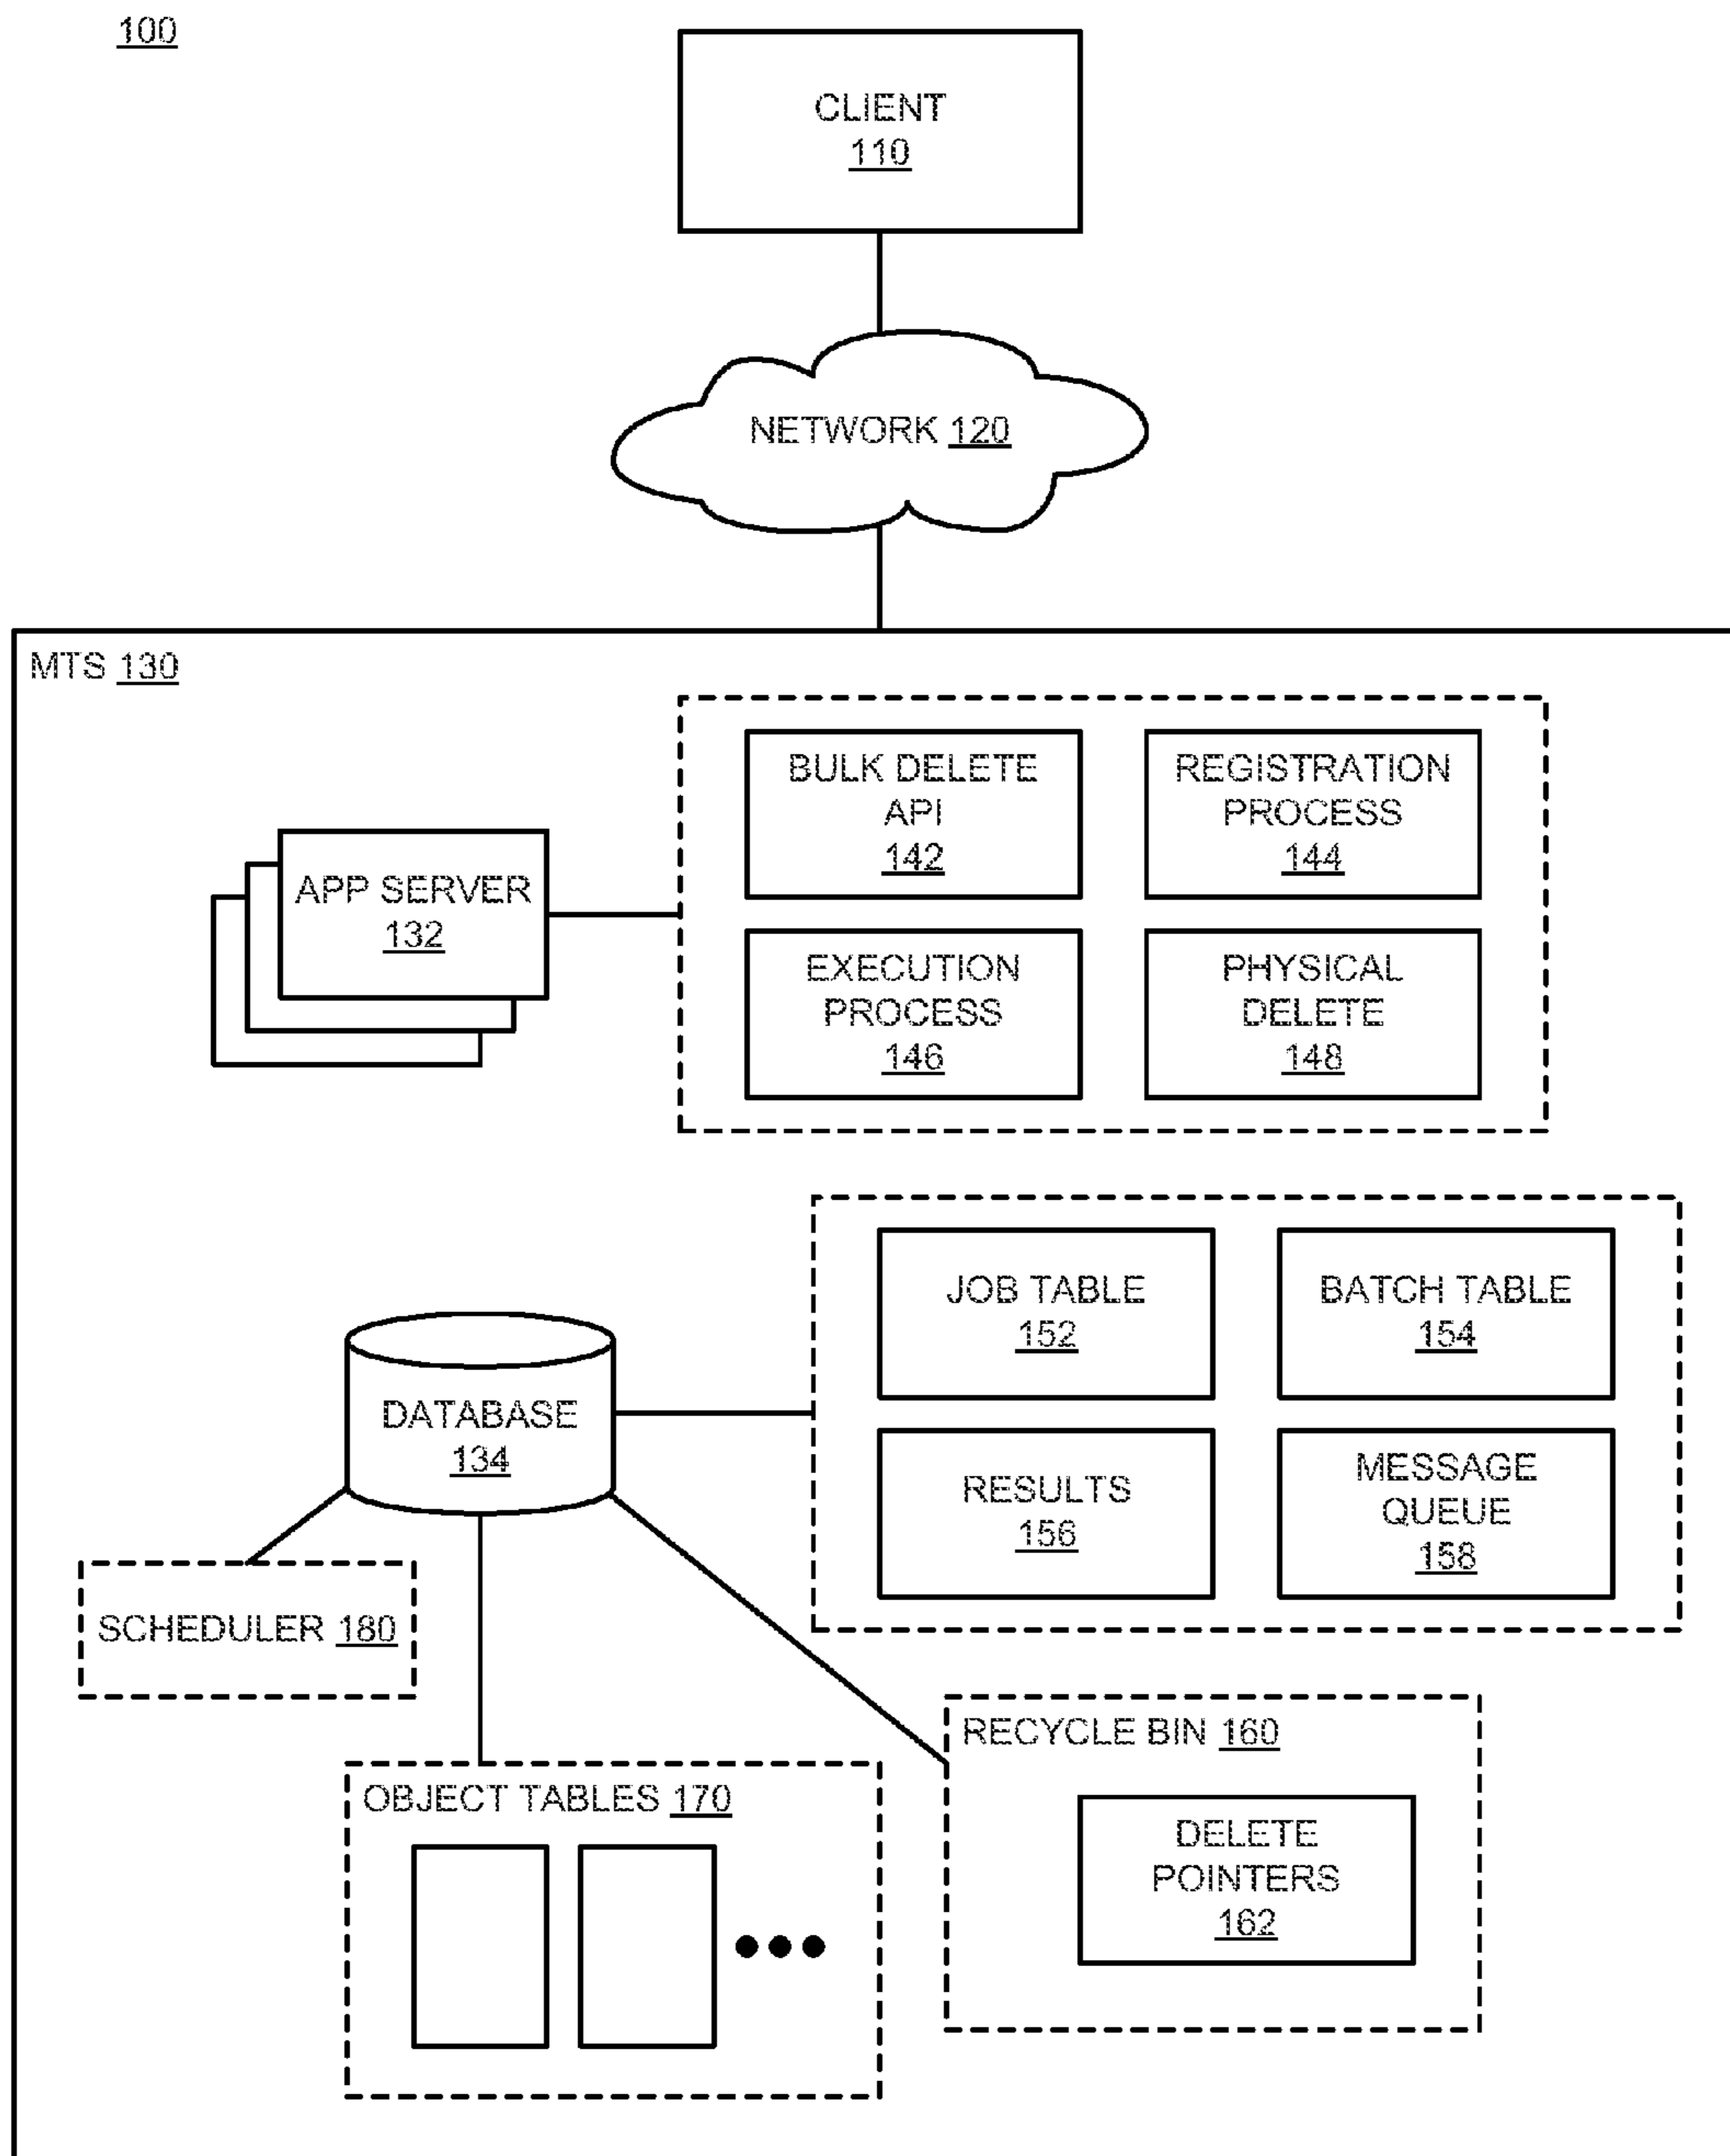 100
CLIENT
110
NETWORK 120
MTS 130
BULK DELETE
API
142
REGISTRATION
PROCESS
144
APP SERVER
132
EXECUTION
PROCESS
146
PHYSICAL
DELETE
148
JOB TABLE
152
BATCH TABLE
154
DATABASE
134
RESULTS
156
MESSAGE
QUEUE
158
SCHEDULER 180
RECYCLE BIN 160
OBJECT TABLES 170
DELETE
POINTERS
162